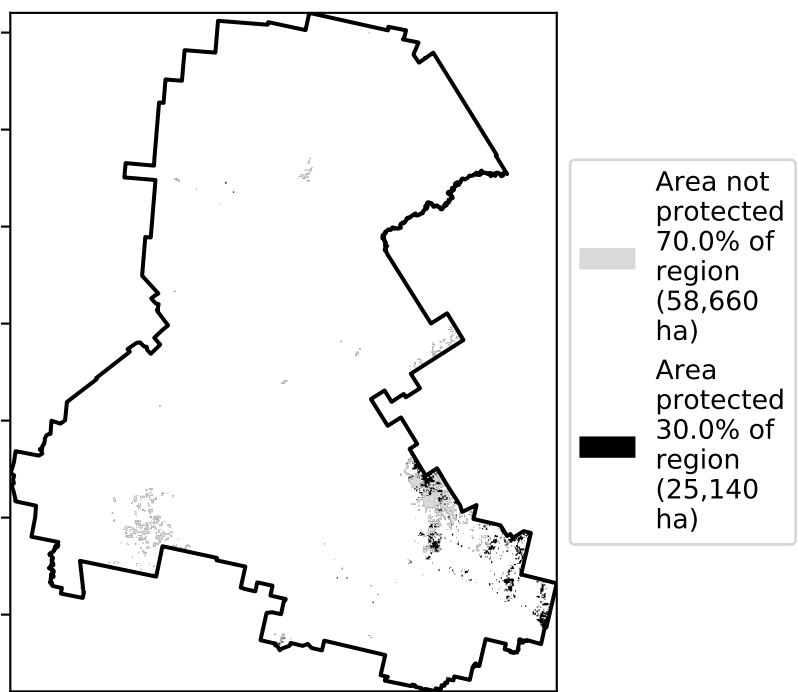 Area not
protected
70.0% of
region
(58,660
ha)
Area
protected
30.0% of
region
(25,140
ha)